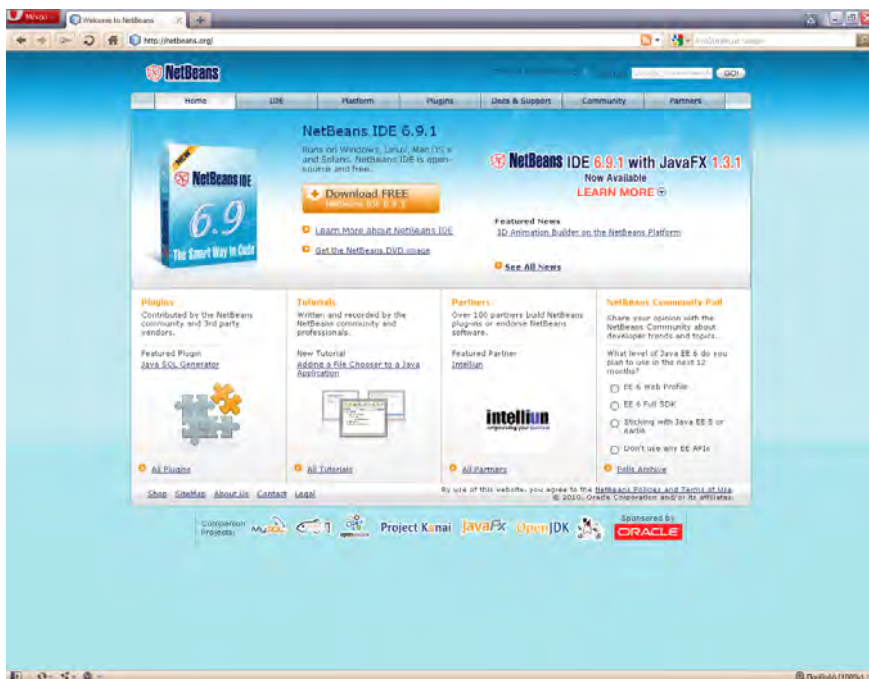 Welcome to NetBeans
http://netbeans.org/
NetBeans
GO!
Home
IDE
Platform
Plugins
Docs & Support
Community
Partners
NEW
NetBeans IDE
6.9
The Smart Way to Code
NetBeans IDE 6.9.1
Runs on Windows, Linux, Mac OS X
and Solaris. NetBeans IDE is open-
source and free.
Download FREE
NetBeans IDE 6.9.1
Learn More about NetBeans IDE
Get the NetBeans DVD image
NetBeans IDE 6.9.1 with JavaFX 1.3.1
Now Available
LEARN MORE
Featured News
3D Animation Builder on the NetBeans Platform
See All News
Plugins
Contributed by the NetBeans
community and 3rd party
vendors.
Featured Plugin
Java SQL Generator
All Plugins
Tutorials
Written and recorded by the
NetBeans community and
professionals.
New Tutorial
Adding a File Chooser to a Java
Application
All Tutorials
Partners
Over 100 partners build NetBeans
plug-ins or endorse NetBeans
software.
Featured Partner
Intelliun
intelliun
All Partners
NetBeans Community Poll
Share your opinion with the
NetBeans Community about
developer trends and topics.
What level of Java EE 6 do you
plan to use in the next 12
months?
EE 6 Web Profile
EE 6 Full SDK
Sticking with Java EE 5 or
earlie
Don't use any EE APIs
Polls Archive
Shop SiteMap About Us Contact Legal
By use of this website, you agree to the NetBeans Policies and Terms of Use.
© 2010, Oracle Corporation and/or its affiliates.
Companion
Projects:
MySQL
Project Kenai
JavaFX
OpenJDK
Sponsored by
ORACLE